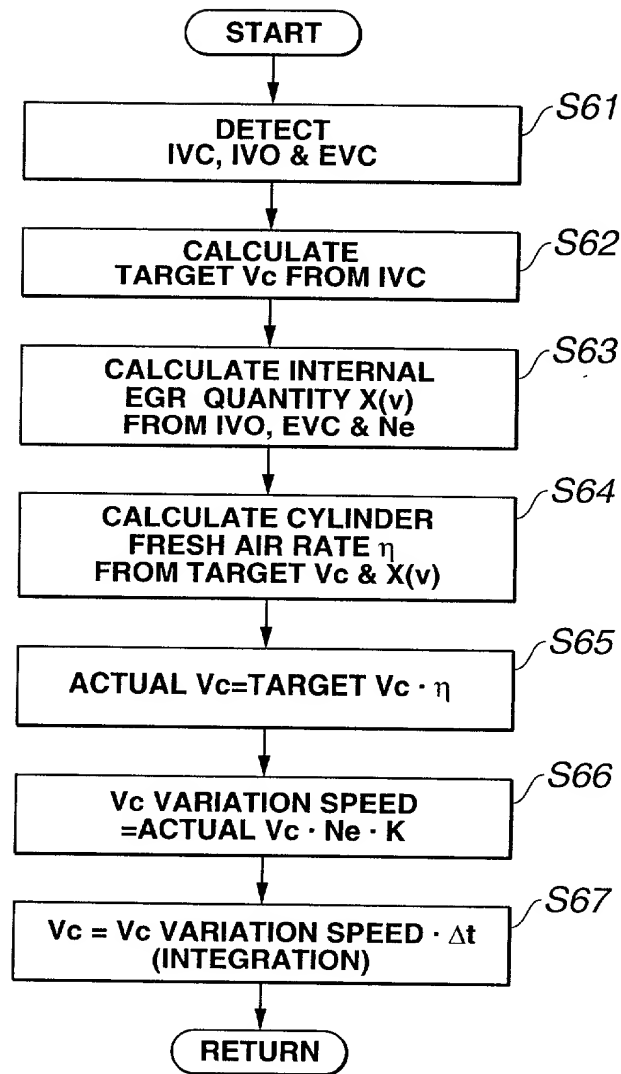 START
S61
DETECT
IVC, IVO & EVC
S62
CALCULATE
TARGET Vc FROM IVC
S63
CALCULATE INTERNAL
EGR QUANTITY X(v)
FROM IVO, EVC & Ne
S64
CALCULATE CYLINDER
FRESH AIR RATE η
FROM TARGET Vc & X(v)
S65
ACTUAL Vc=TARGET Vc · η
S66
Vc VARIATION SPEED
=ACTUAL Vc · Ne · K
S67
Vc = Vc VARIATION SPEED · Δt
(INTEGRATION)
RETURN